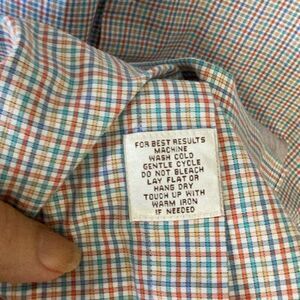 FOR BEST RESULTS
MACHINE
WASH COLD
GENTLE CYCLE
DO NOT BLEACH
LAY FLAT OR
HANG DRY
TOUCH UP WITH
WARM IRON
IF NEEDED